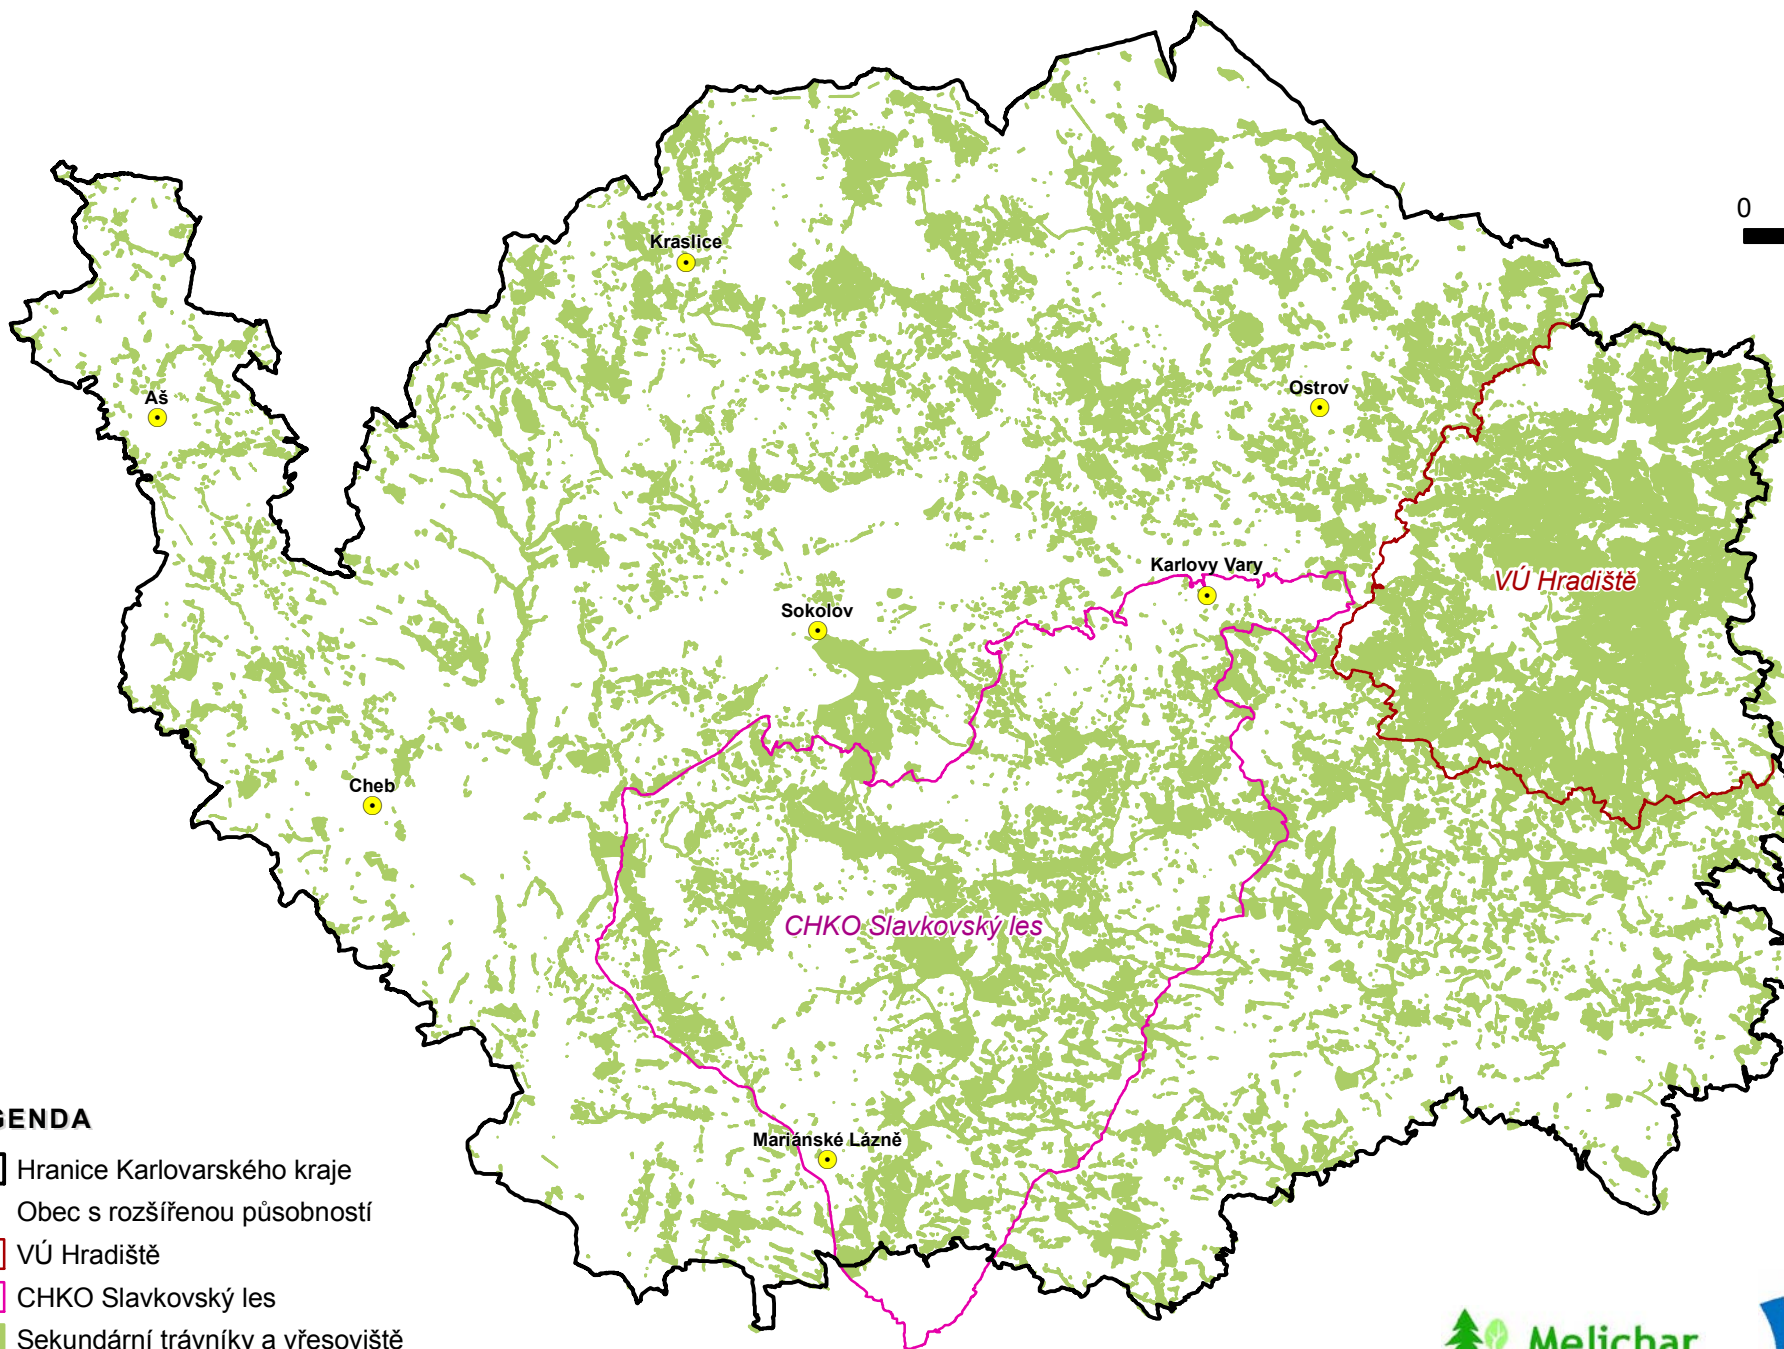 0
Kraslice
Aš
Ostrov
Karlovy Vary
VÚ Hradiště
Sokolov
Cheb
CHKO Slavkovský les
Mariánské Lázně
GENDA
Hranice Karlovarského kraje
Obec s rozšířenou působností
VÚ Hradiště
CHKO Slavkovský les
Sekundární trávníky a vřesoviště
Melichar